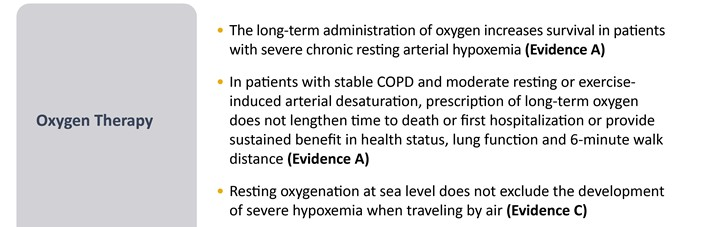 Oxygen Therapy
• The long-term administration of oxygen increases survival in patients
with severe chronic resting arterial hypoxemia (Evidence A)
• In patients with stable COPD and moderate resting or exercise-
induced arterial desaturation, prescription of long-term oxygen
does not lengthen time to death or first hospitalization or provide
sustained benefit in health status, lung function and 6-minute walk
distance (Evidence A)
• Resting oxygenation at sea level does not exclude the development
of severe hypoxemia when traveling by air (Evidence C)